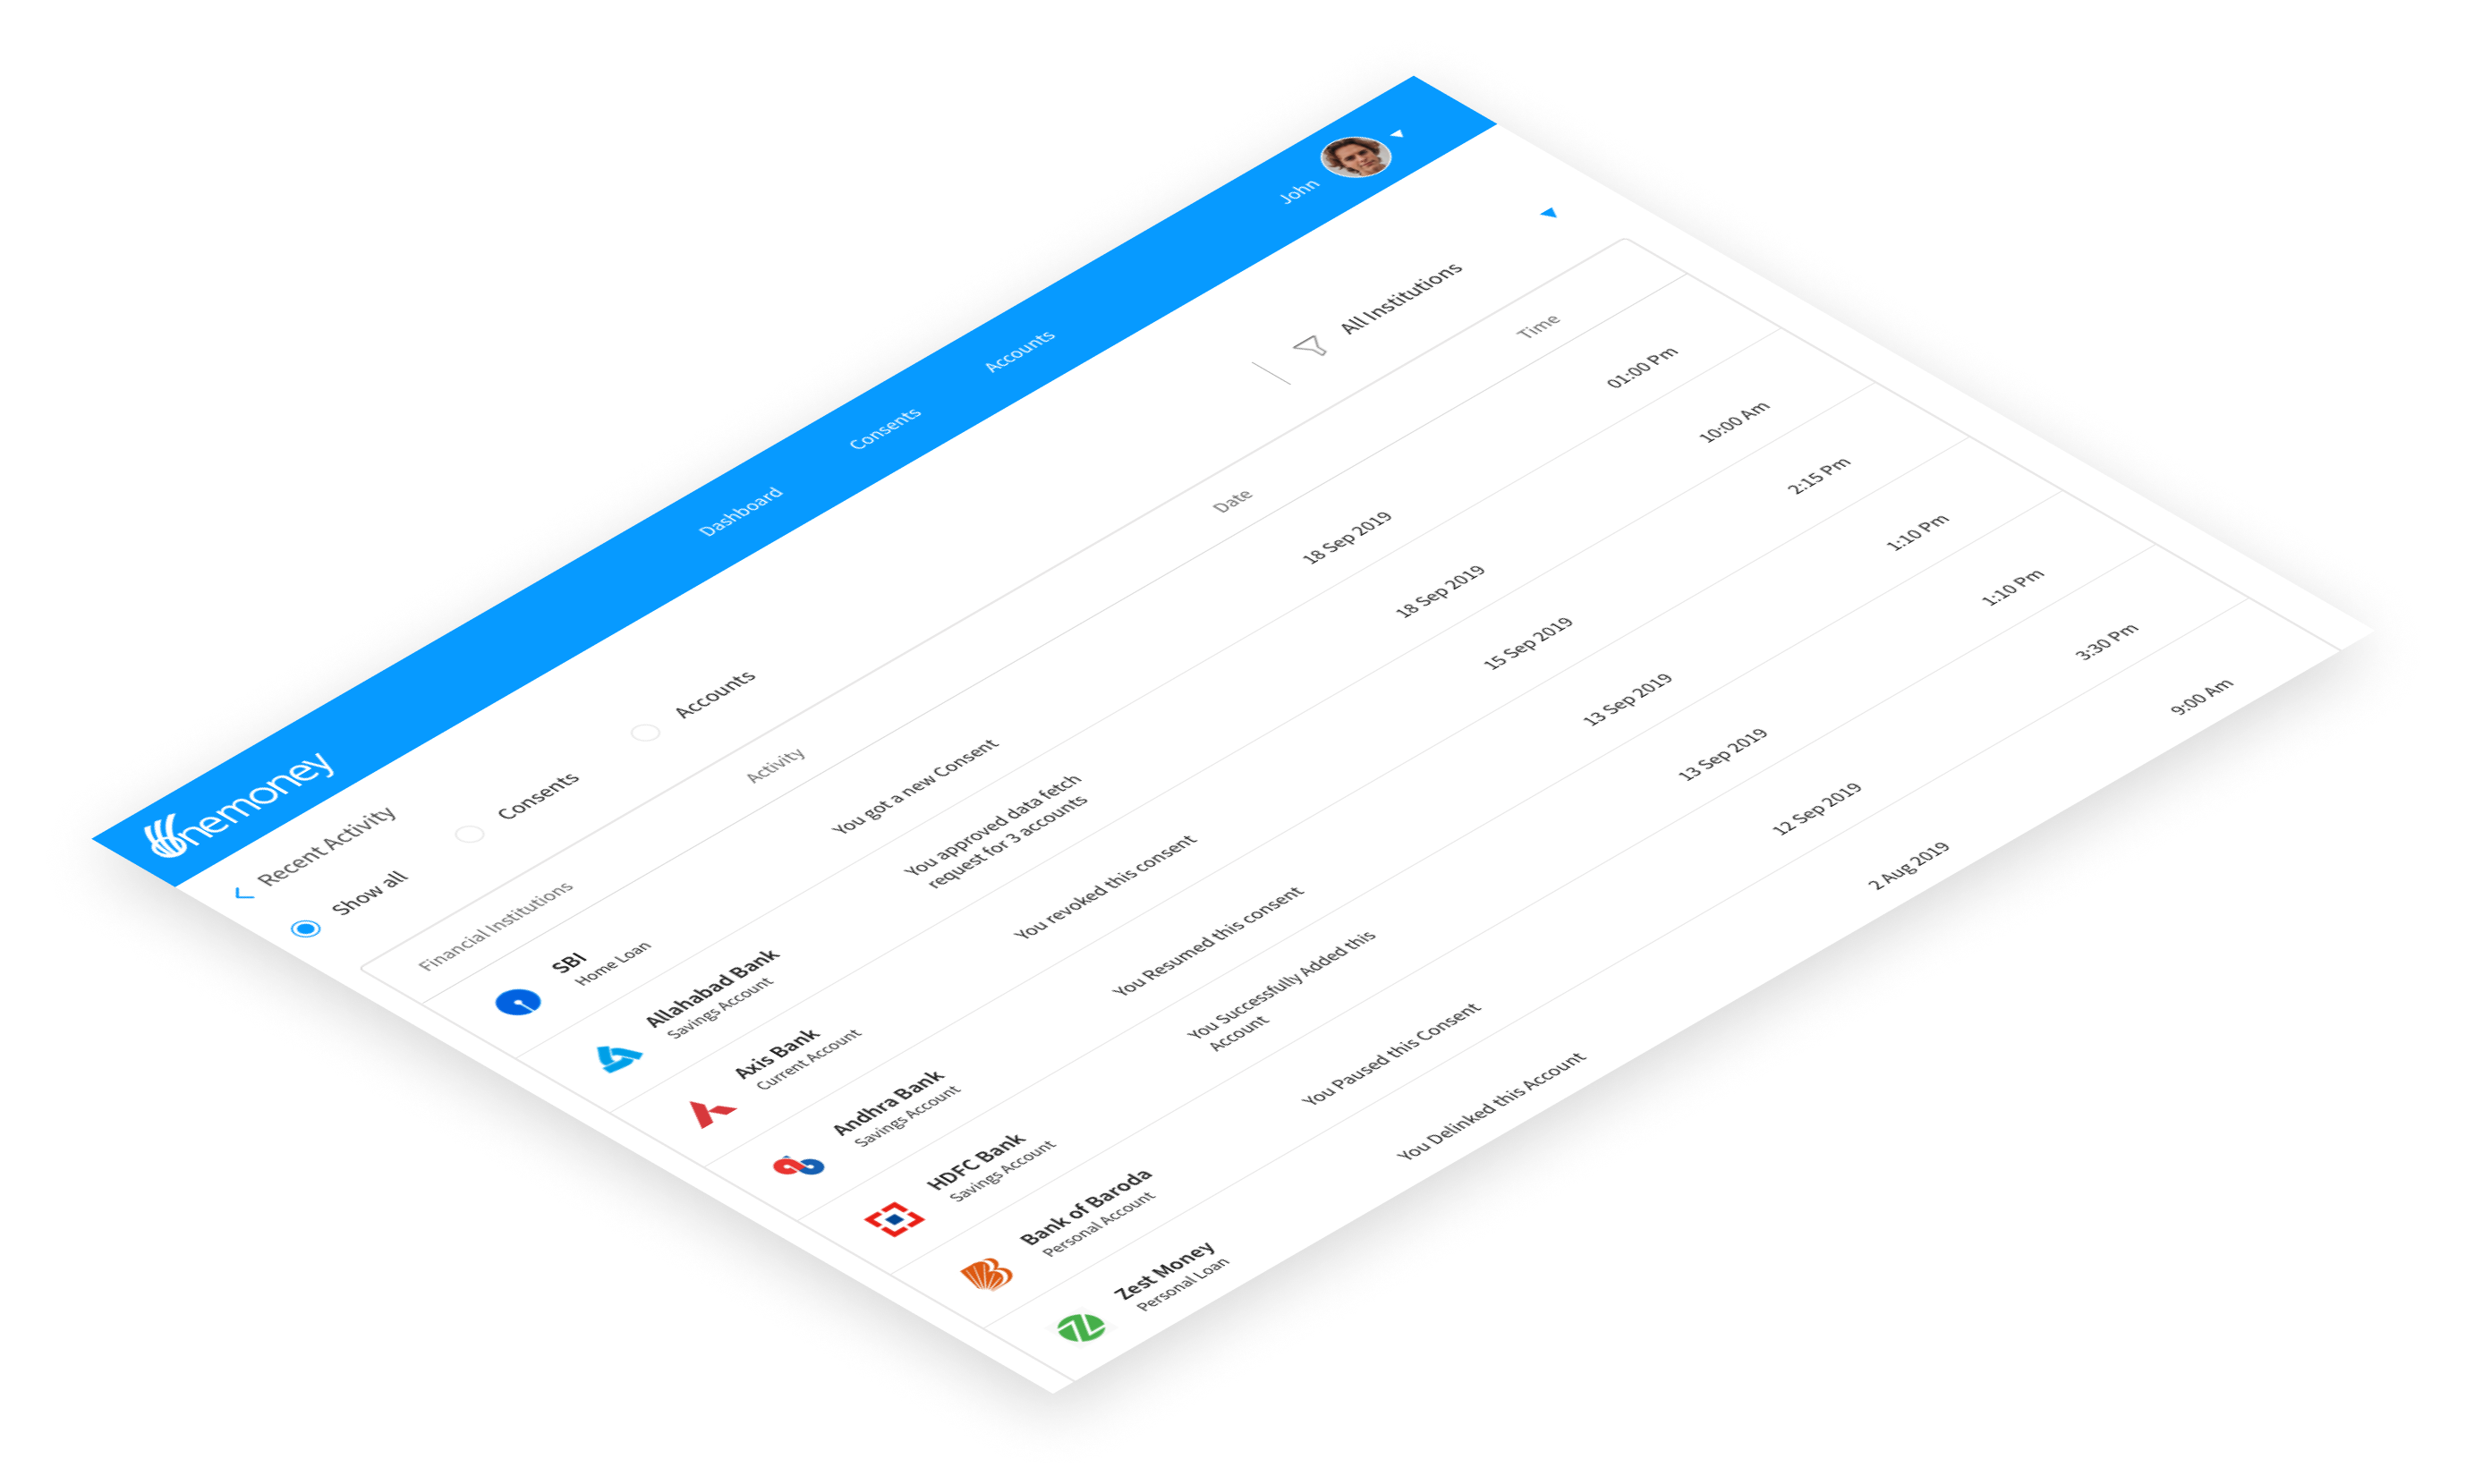 Onemoney
Dashboard
Consents
Accounts
John
Recent Activity
Show all
Consents
Accounts
All Institutions
Financial Institutions
Activity
Date
Time
SBI
Home Loan
You got a new Consent
18 Sep 2019
01:00 Pm
Allahabad Bank
Savings Account
You approved data fetch
request for 3 accounts
18 Sep 2019
10:00 Am
Axis Bank
Current Account
You revoked this consent
15 Sep 2019
2:15 Pm
Andhra Bank
Savings Account
You Resumed this consent
13 Sep 2019
1:10 Pm
HDFC Bank
Savings Account
You Successfully Added this
Account
13 Sep 2019
1:10 Pm
Bank of Baroda
Personal Account
You Paused this Consent
12 Sep 2019
3:30 Pm
Zest Money
Personal Loan
You Delinked this Account
2 Aug 2019
9:00 Am